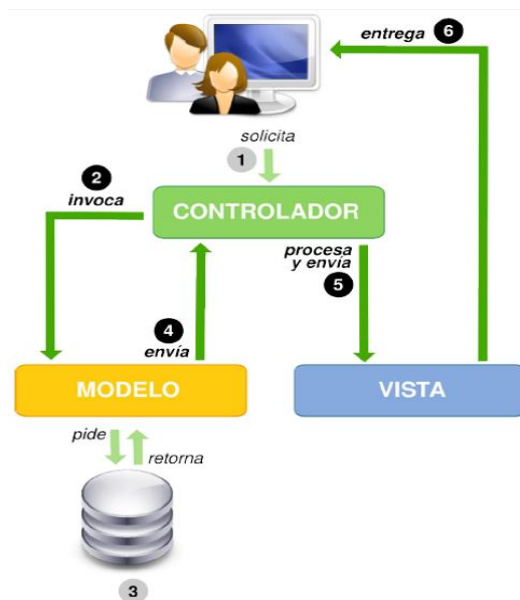 entrega 6
solicita
1
2
invoca
CONTROLADOR
procesa
y envía
5
4
envía
MODELO
VISTA
pide
retorna
3